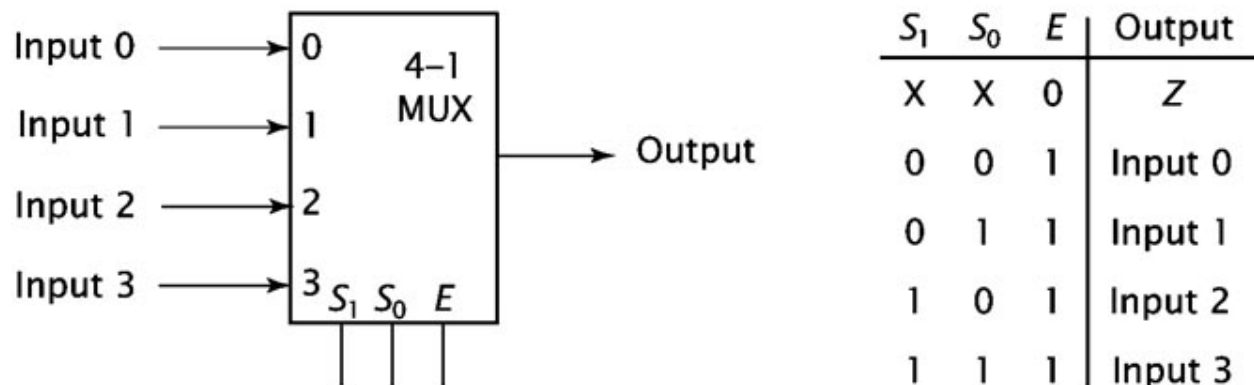 Input 0
Input 1
Input 2
Input 3
0
1
2
3
4–1
MUX
S₁ S₀ E
Output
S₁ S₀ E Output
X X 0 Z
0 0 1 Input 0
0 1 1 Input 1
1 0 1 Input 2
1 1 1 Input 3